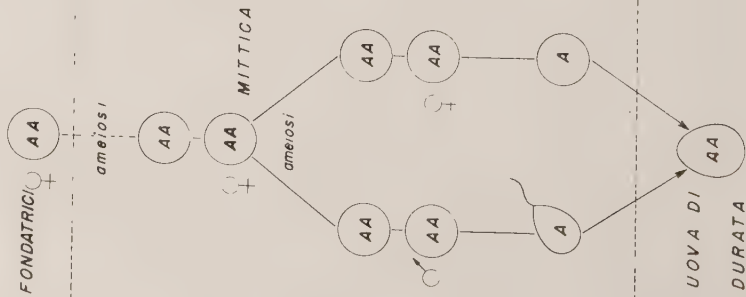 FONDATRICI ♀
AA
ameiosi
AA
AA
♀
MITTICA
ameiosi
AA
AA
AA
AA
♂
♀
A
A
UOVA DI
DURATA
AA